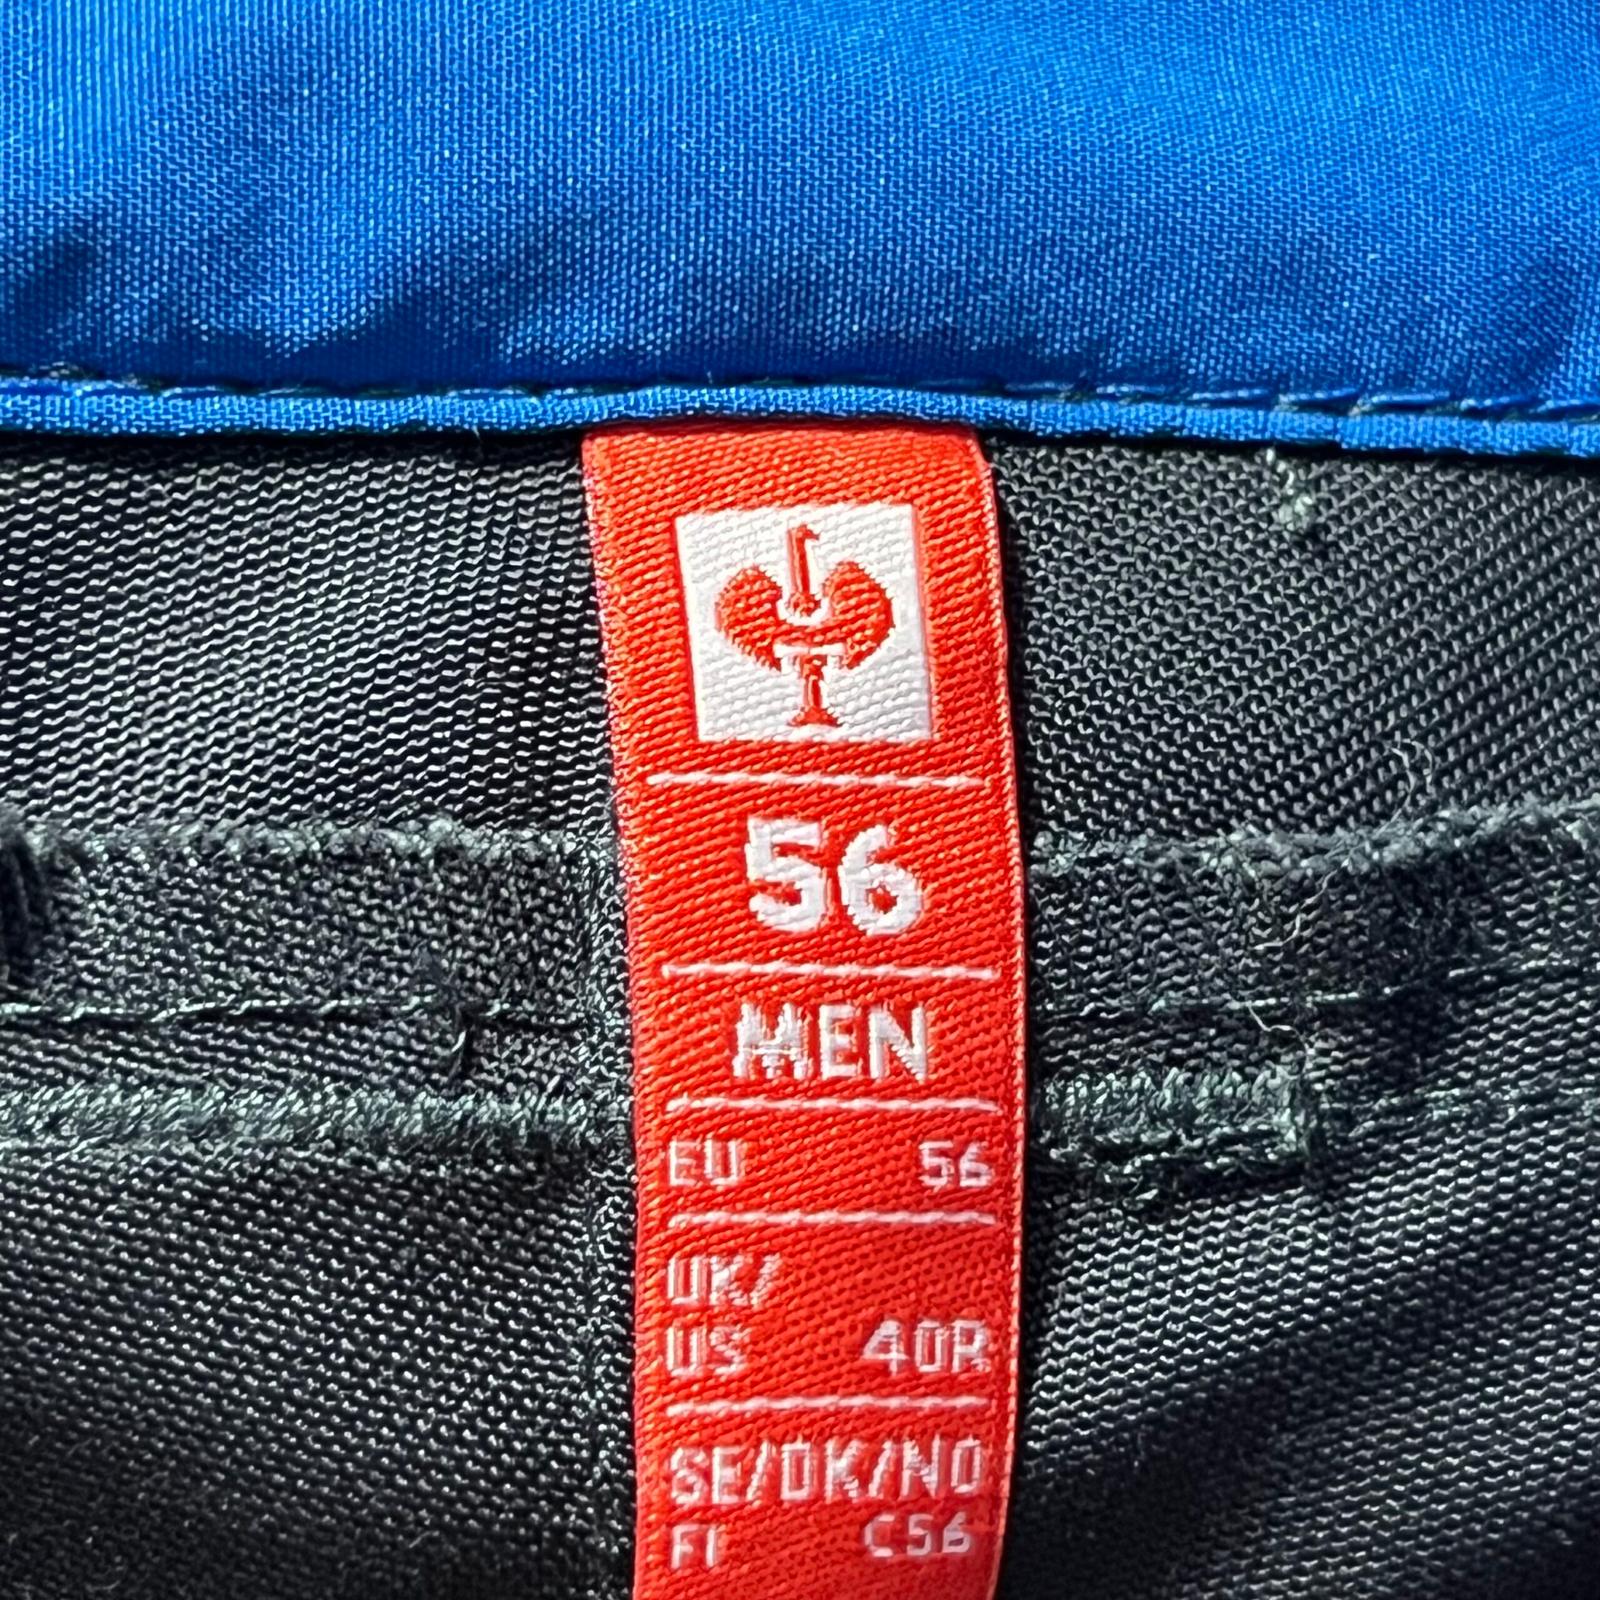 56
MEN
EU 56
UK/
US 40R
SE/DK/NO
FI C56